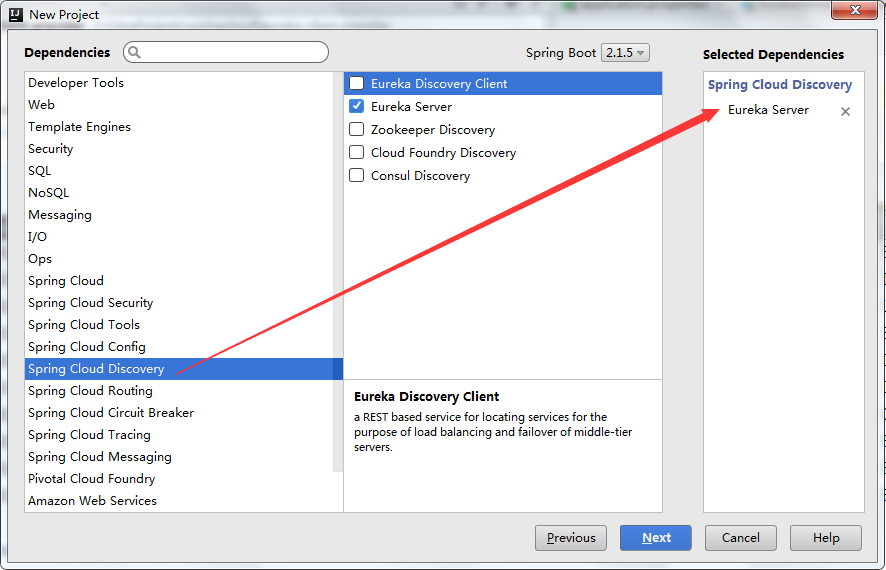 New Project
Dependencies
Spring Boot 2.1.5
Selected Dependencies
Developer Tools
Web
Template Engines
Security
SQL
NoSQL
Messaging
I/O
Ops
Spring Cloud
Spring Cloud Security
Spring Cloud Tools
Spring Cloud Config
Spring Cloud Discovery
Spring Cloud Routing
Spring Cloud Circuit Breaker
Spring Cloud Tracing
Spring Cloud Messaging
Pivotal Cloud Foundry
Amazon Web Services
Eureka Discovery Client
Eureka Server
Zookeeper Discovery
Cloud Foundry Discovery
Consul Discovery
Eureka Discovery Client
a REST based service for locating services for the
purpose of load balancing and failover of middle-tier
servers.
Spring Cloud Discovery
Eureka Server
Previous
Next
Cancel
Help